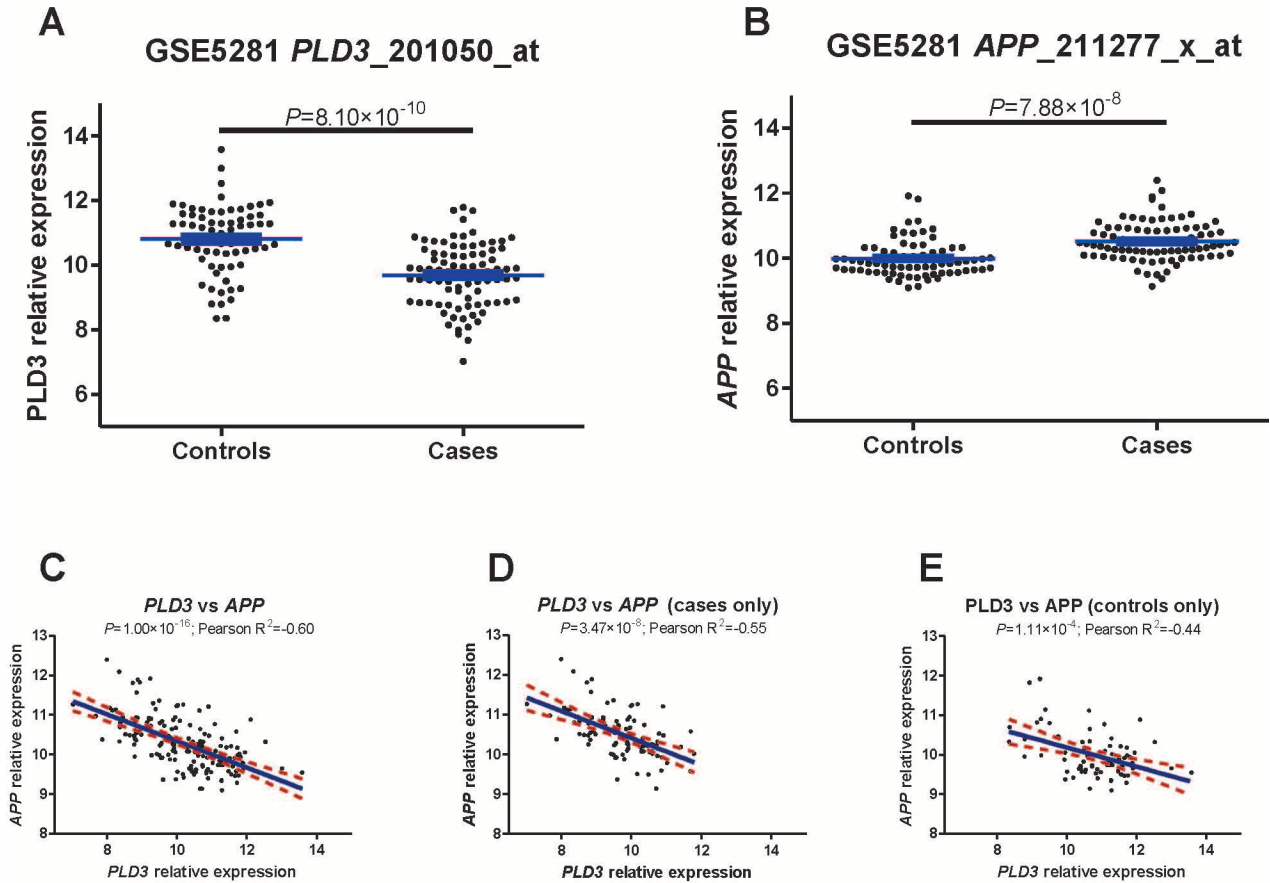 A
GSE5281 PLD3_201050_at
P=8.10×10⁻¹⁰
PLD3 relative expression
14
12
10
8
6
Controls
Cases
B
GSE5281 APP_211277_x_at
P=7.88×10⁻⁸
APP relative expression
14
12
10
8
6
Controls
Cases
C
PLD3 vs APP
P=1.00×10⁻¹⁶; Pearson R²=-0.60
APP relative expression
13
12
11
10
9
8
8
10
12
14
PLD3 relative expression
D
PLD3 vs APP (cases only)
P=3.47×10⁻⁸; Pearson R²=-0.55
APP relative expression
13
12
11
10
9
8
8
10
12
14
PLD3 relative expression
E
PLD3 vs APP (controls only)
P=1.11×10⁻⁴; Pearson R²=-0.44
APP relative expression
13
12
11
10
9
8
8
10
12
14
PLD3 relative expression